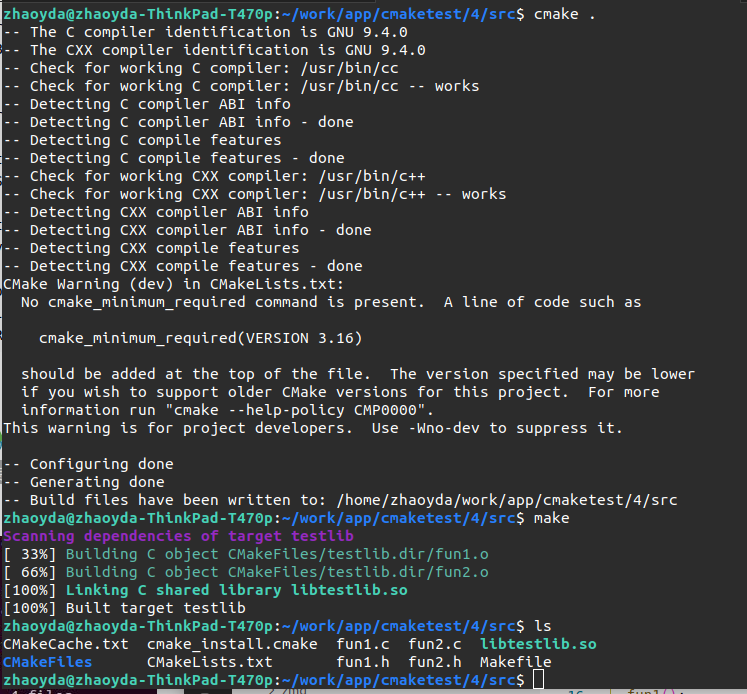 zhaoyda@zhaoyda-ThinkPad-T470p:~/work/app/cmaketest/4/src$ cmake .
-- The C compiler identification is GNU 9.4.0
-- The CXX compiler identification is GNU 9.4.0
-- Check for working C compiler: /usr/bin/cc
-- Check for working C compiler: /usr/bin/cc -- works
-- Detecting C compiler ABI info
-- Detecting C compiler ABI info - done
-- Detecting C compile features
-- Detecting C compile features - done
-- Check for working CXX compiler: /usr/bin/c++
-- Check for working CXX compiler: /usr/bin/c++ -- works
-- Detecting CXX compiler ABI info
-- Detecting CXX compiler ABI info - done
-- Detecting CXX compile features
-- Detecting CXX compile features - done
CMake Warning (dev) in CMakeLists.txt:
  No cmake_minimum_required command is present.  A line of code such as
    cmake_minimum_required(VERSION 3.16)
  should be added at the top of the file.  The version specified may be lower
  if you wish to support older CMake versions for this project.  For more
  information run "cmake --help-policy CMP0000".
This warning is for project developers.  Use -Wno-dev to suppress it.
-- Configuring done
-- Generating done
-- Build files have been written to: /home/zhaoyda/work/app/cmaketest/4/src
zhaoyda@zhaoyda-ThinkPad-T470p:~/work/app/cmaketest/4/src$ make
Scanning dependencies of target testlib
[ 33%] Building C object CMakeFiles/testlib.dir/fun1.o
[ 66%] Building C object CMakeFiles/testlib.dir/fun2.o
[100%] Linking C shared library libtestlib.so
[100%] Built target testlib
zhaoyda@zhaoyda-ThinkPad-T470p:~/work/app/cmaketest/4/src$ ls
CMakeCache.txt  cmake_install.cmake  fun1.c  fun2.c  libtestlib.so
CMakeFiles      CMakeLists.txt       fun1.h  fun2.h  Makefile
zhaoyda@zhaoyda-ThinkPad-T470p:~/work/app/cmaketest/4/src$